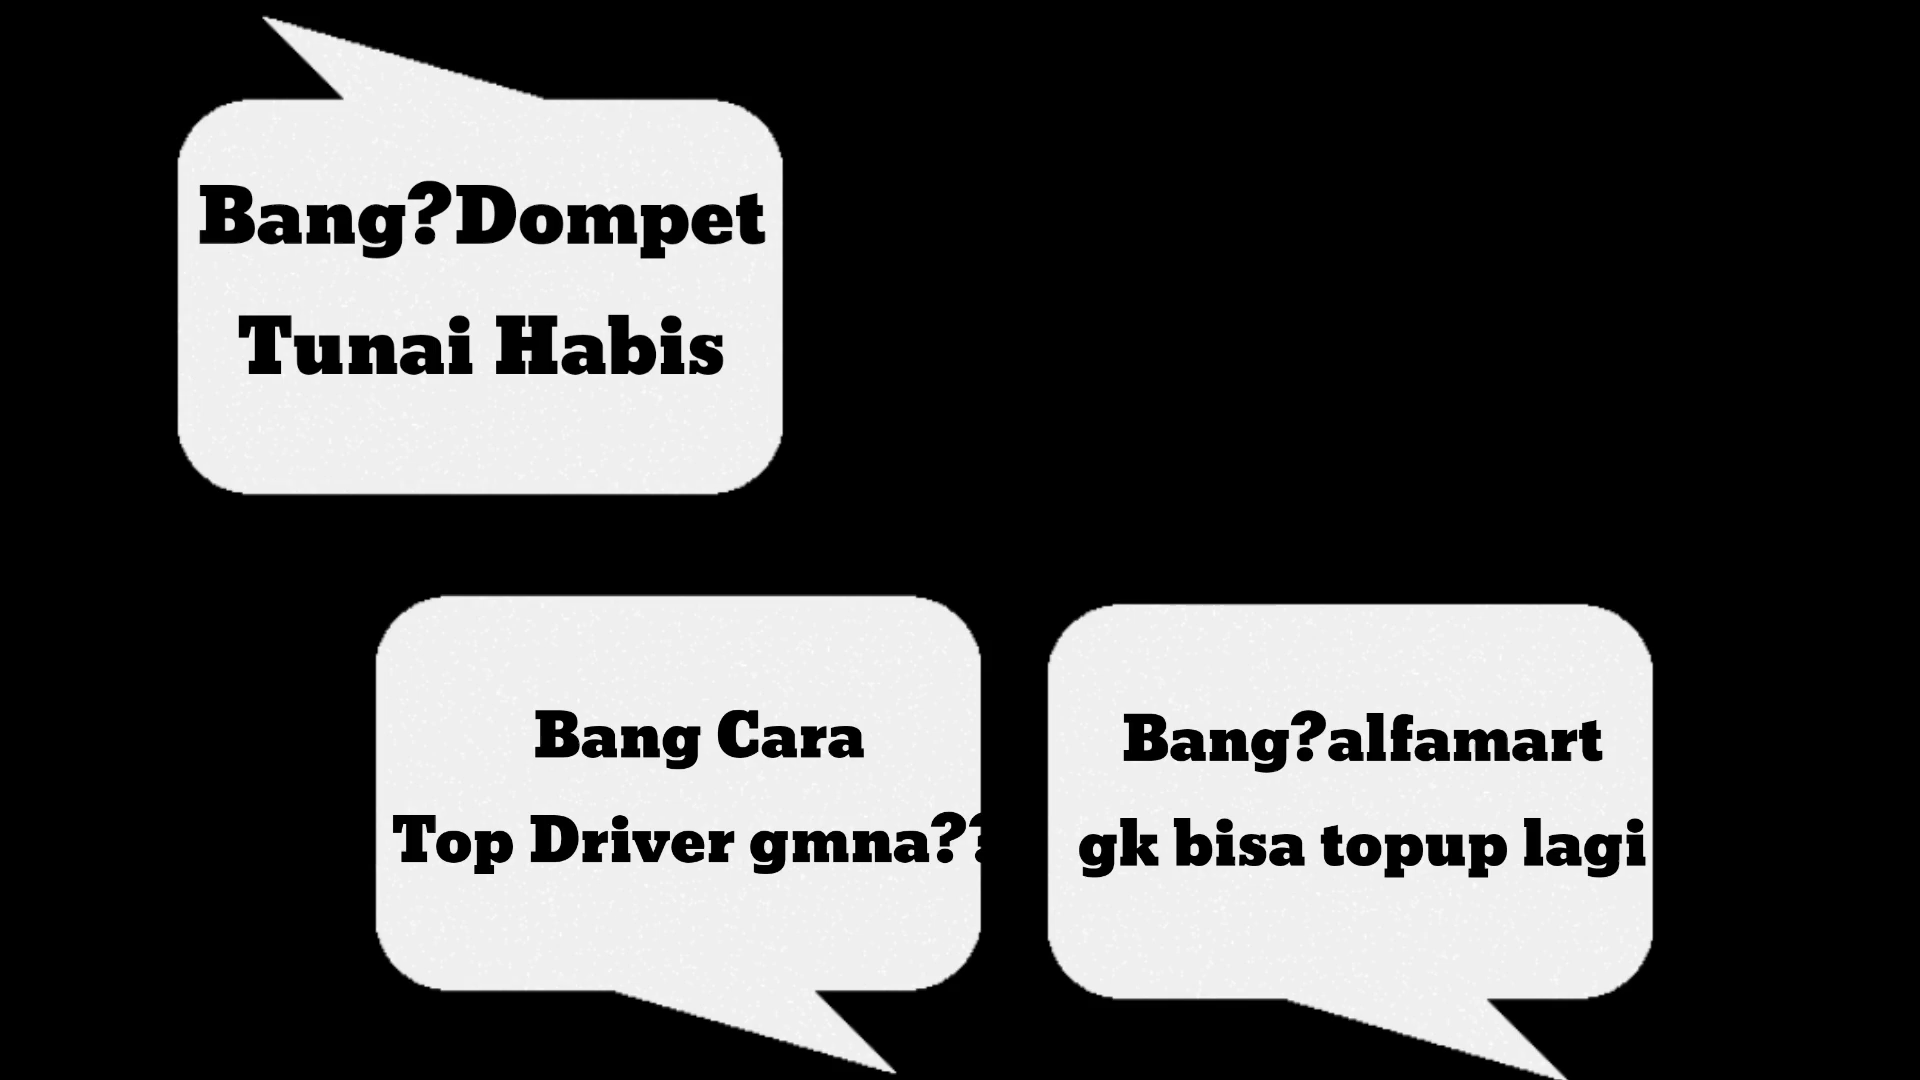 Bang?Dompet
Tunai Habis
Bang Cara
Top Driver gmna??
Bang?alfamart
gk bisa topup lagi